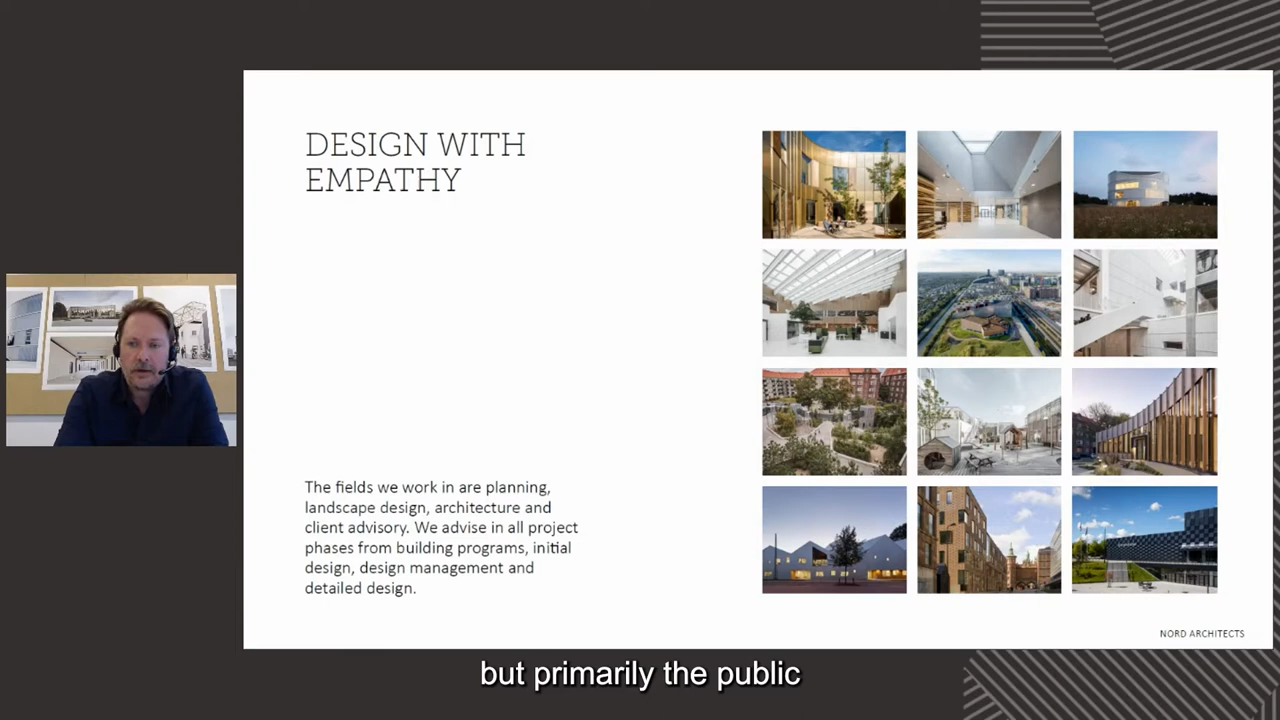 DESIGN WITH
EMPATHY
The fields we work in are planning,
landscape design, architecture and
client advisory. We advise in all project
phases from building programs, initial
design, design management and
detailed design.
NORD ARCHITECTS
but primarily the public